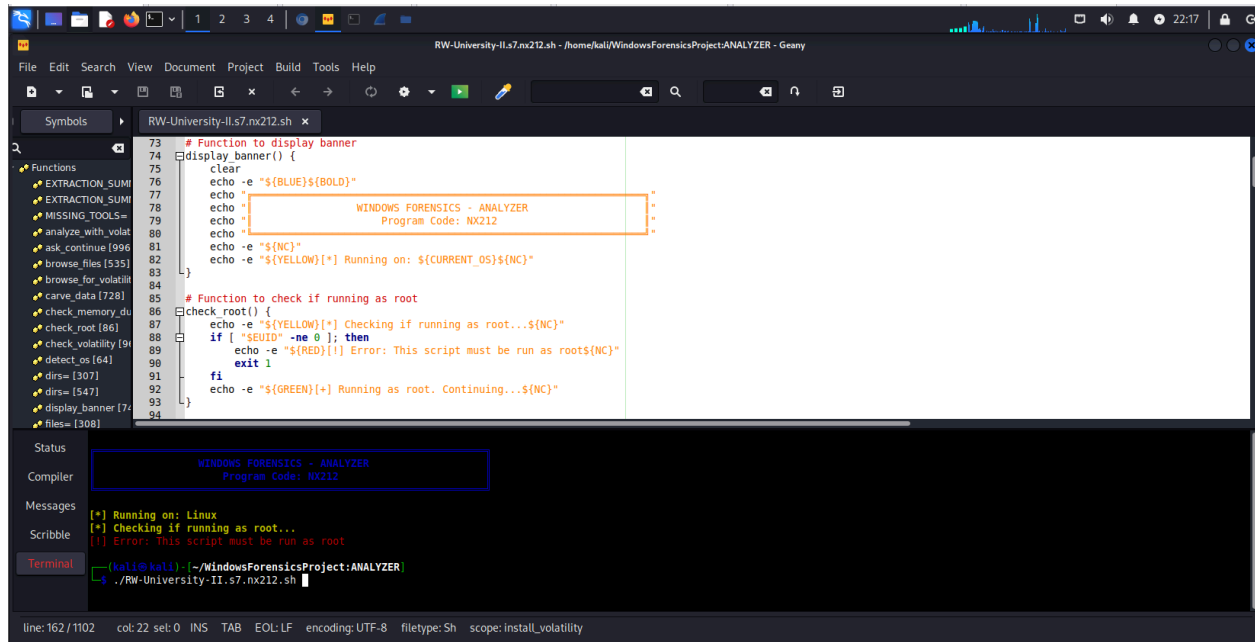 1 2 3 4
22:17
RW-University-II.s7.nx212.sh - /home/kali/WindowsForensicsProject:ANALYZER - Geany
File Edit Search View Document Project Build Tools Help
Symbols
RW-University-II.s7.nx212.sh
Functions
EXTRACTION_SUM
EXTRACTION_SUM
MISSING_TOOLS=
analyze_with_volat
ask_continue [996
browse_files [535]
browse_for_volatilit
carve_data [728]
check_memory_du
check_root [86]
check_volatility [9
detect_os [64]
dirs= [307]
dirs= [547]
display_banner [7
files= [308]
73 # Function to display banner
74 display_banner() {
75 clear
76 echo -e "${BLUE}${BOLD}"
77 echo " "
78 echo " WINDOWS FORENSICS - ANALYZER "
79 echo " Program Code: NX212 "
80 echo " "
81 echo -e "${NC}"
82 echo -e "${YELLOW}[*] Running on: ${CURRENT_OS}${NC}"
83 }
84
85 # Function to check if running as root
86 check_root() {
87 echo -e "${YELLOW}[*] Checking if running as root...${NC}"
88 if [ "$EUID" -ne 0 ]; then
89 echo -e "${RED}[!] Error: This script must be run as root${NC}"
90 exit 1
91 fi
92 echo -e "${GREEN}[+] Running as root. Continuing...${NC}"
93 }
94
Status
Compiler
Messages
Scribble
Terminal
WINDOWS FORENSICS - ANALYZER
Program Code: NX212
[*] Running on: Linux
[*] Checking if running as root...
[!] Error: This script must be run as root
(kali㉿kali)-[~/WindowsForensicsProject:ANALYZER]
$ ./RW-University-II.s7.nx212.sh
line: 162 / 1102 col: 22 sel: 0 INS TAB EOL: LF encoding: UTF-8 filetype: Sh scope: install_volatility